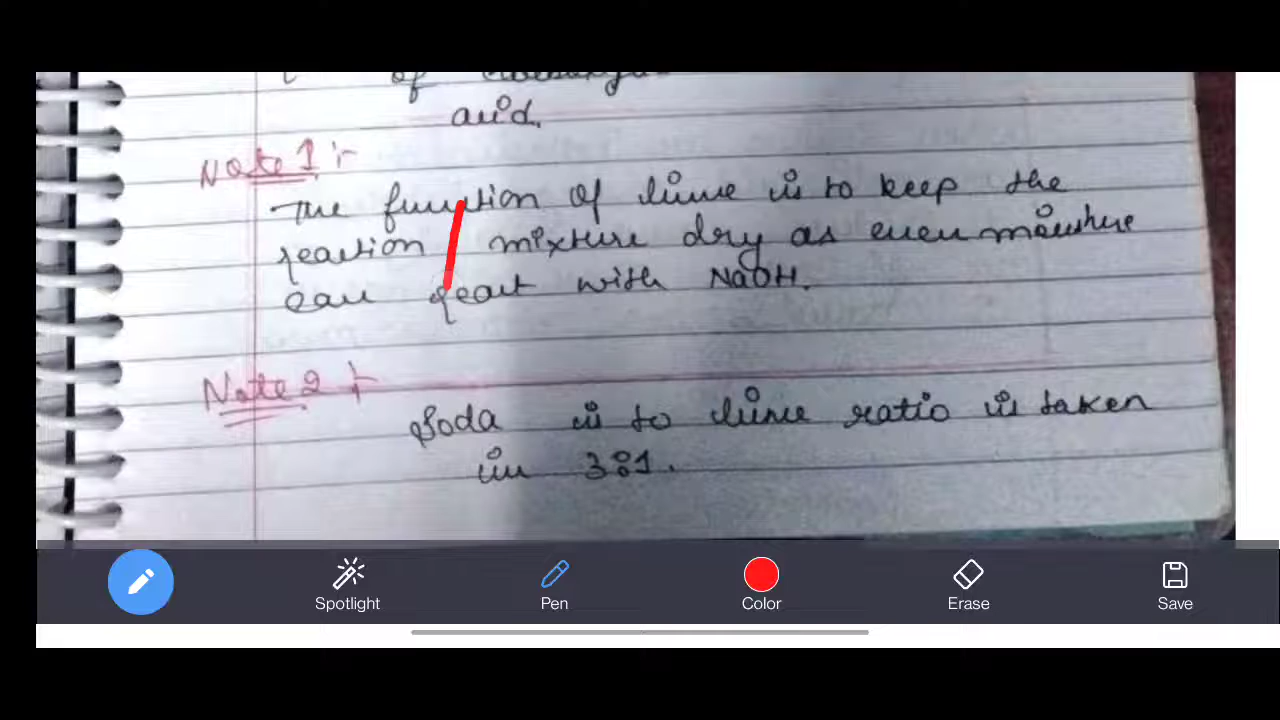 of
acid.
Note 1 :-
The function of lime is to keep the
reaction mixture dry as even moisture
can react with NaOH.
Note 2 :-
Soda is to lime ratio is taken
in 3:1.
Spotlight
Pen
Color
Erase
Save